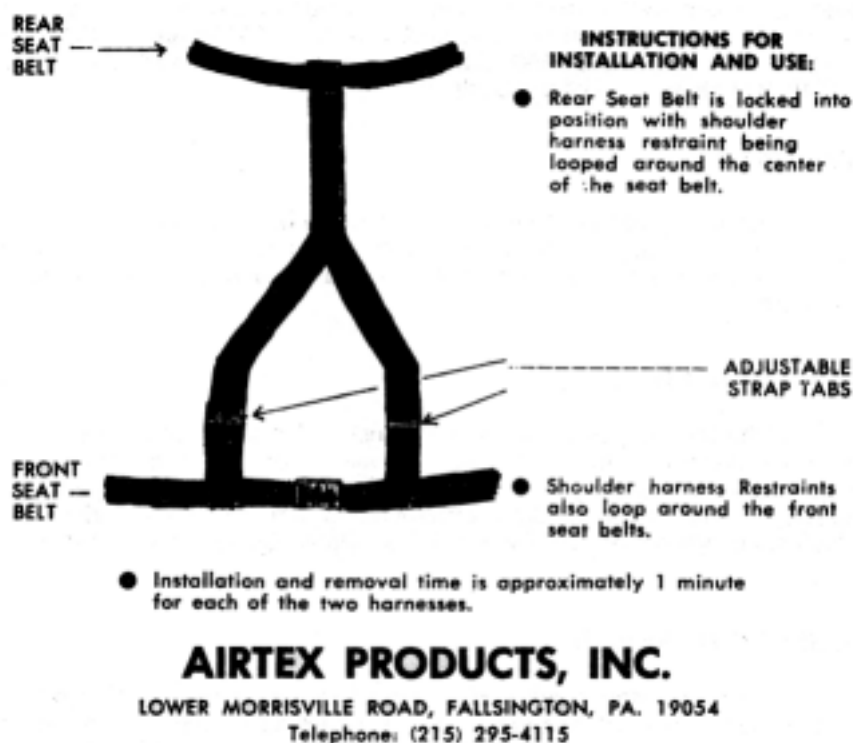 REAR
SEAT
BELT
INSTRUCTIONS FOR
INSTALLATION AND USE:
● Rear Seat Belt is locked into
position with shoulder
harness restraint being
looped around the center
of the seat belt.
ADJUSTABLE
STRAP TABS
FRONT
SEAT
BELT
● Shoulder harness Restraints
also loop around the front
seat belts.
● Installation and removal time is approximately 1 minute
for each of the two harnesses.
AIRTEX PRODUCTS, INC.
LOWER MORRISVILLE ROAD, FALLSINGTON, PA. 19054
Telephone: (215) 295-4115